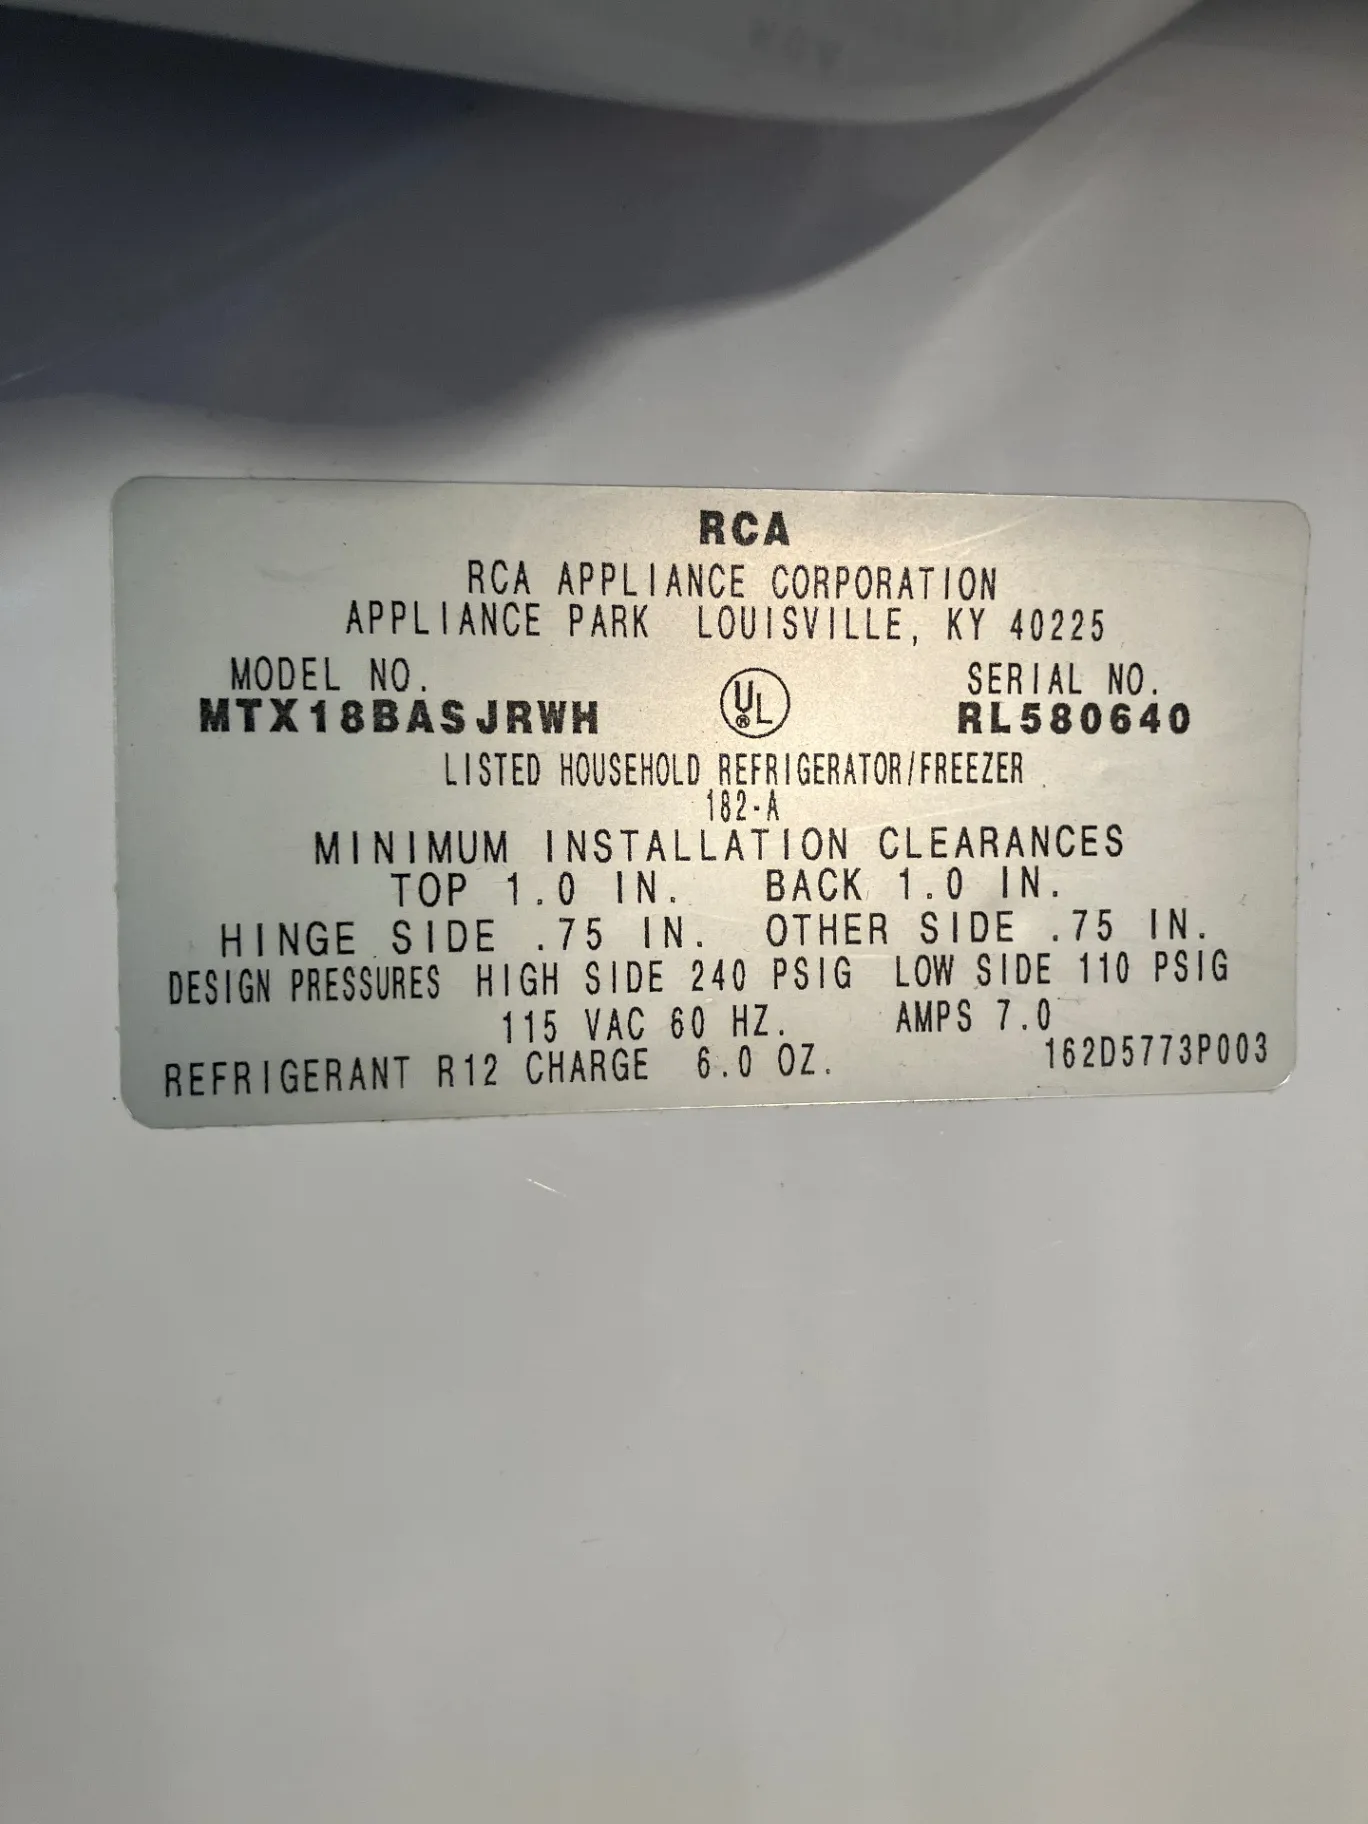 RCA
RCA APPLIANCE CORPORATION
APPLIANCE PARK LOUISVILLE, KY 40225
MODEL NO. SERIAL NO.
MTX18BASJRWH UL® RL580640
LISTED HOUSEHOLD REFRIGERATOR/FREEZER
182-A
MINIMUM INSTALLATION CLEARANCES
TOP 1.0 IN. BACK 1.0 IN.
HINGE SIDE .75 IN. OTHER SIDE .75 IN.
DESIGN PRESSURES HIGH SIDE 240 PSIG LOW SIDE 110 PSIG
115 VAC 60 HZ. AMPS 7.0
REFRIGERANT R12 CHARGE 6.0 OZ. 162D5773P003